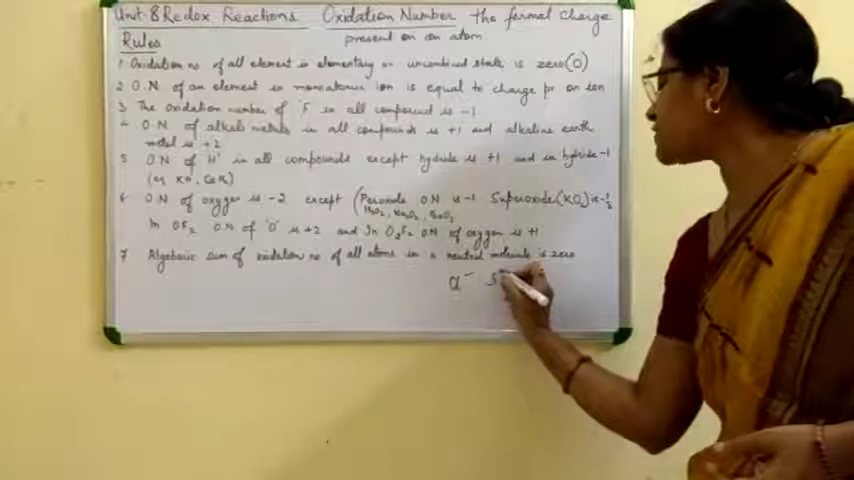 Unit 8 Redox Reactions Oxidation Number The formal Charge
present on an atom
Rules
1 Oxidation no of all element in elementary or uncombined state is zero (0)
2 O.N of an element in monoatomic ion is equal to charge pr on ion
3 The oxidation number of 'F' in all compound is -1
4 O.N of alkali metals in all compounds is +1 and alkaline earth
metal is +2
5 O.N of 'H' in all compounds except hydride is +1 and in hydride -1
(eg KH, CaH₂)
6 O.N of oxygen is -2 except (Peroxide O.N is -1 Superoxide (KO₂) is -½
H₂O₂, Na₂O₂, BaO₂
In OF₂ O.N of 'O' is +2 and In O₂F₂ O.N of oxygen is +1
7 Algebraic sum of oxidation no of all atoms in a neutral molecule is zero
Cl⁻ S